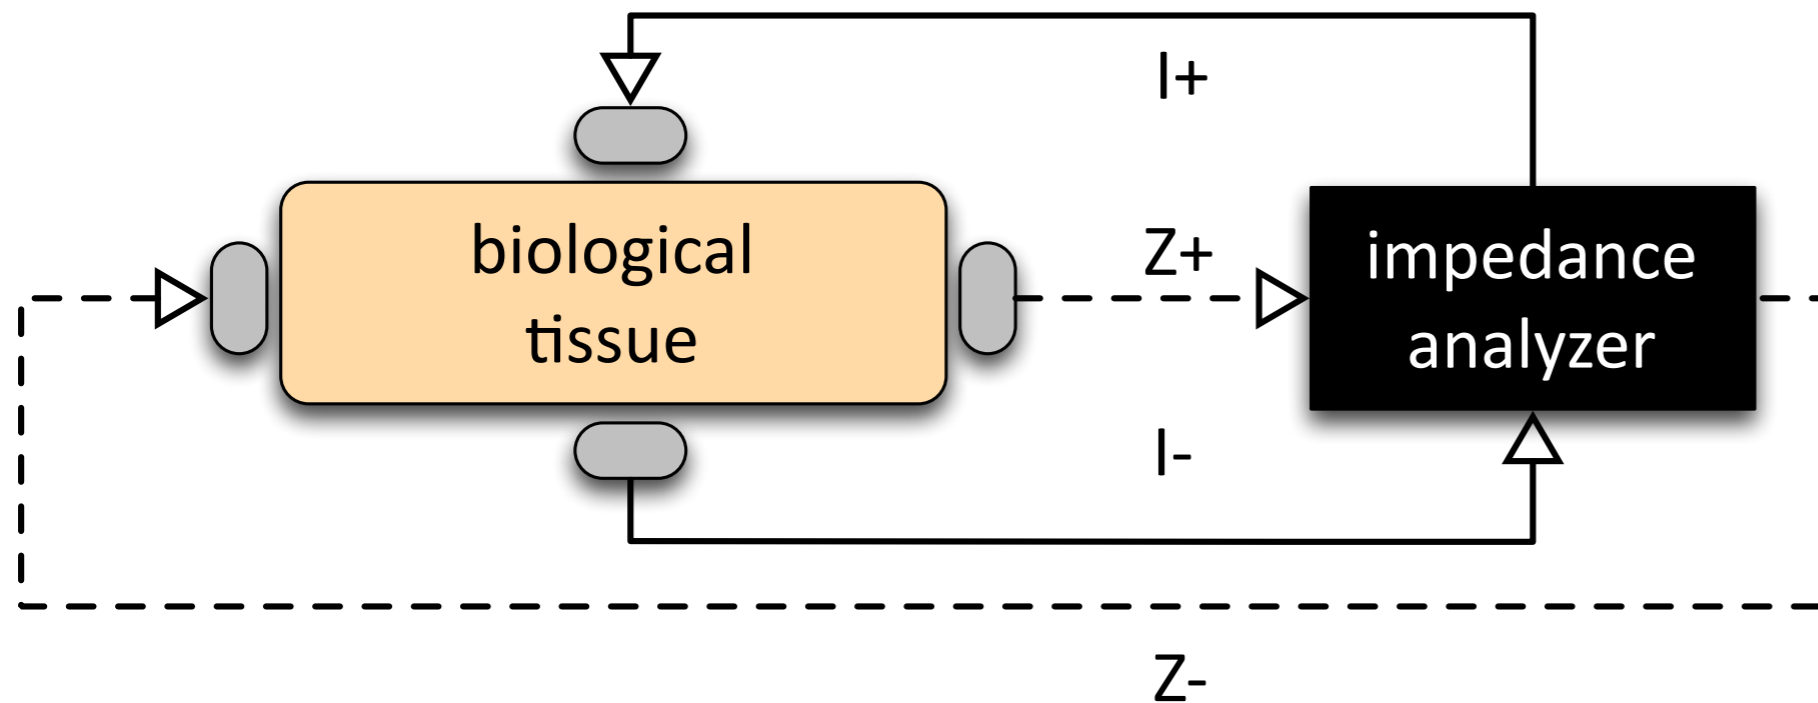 I+
biological
tissue
Z+
impedance
analyzer
I-
Z-